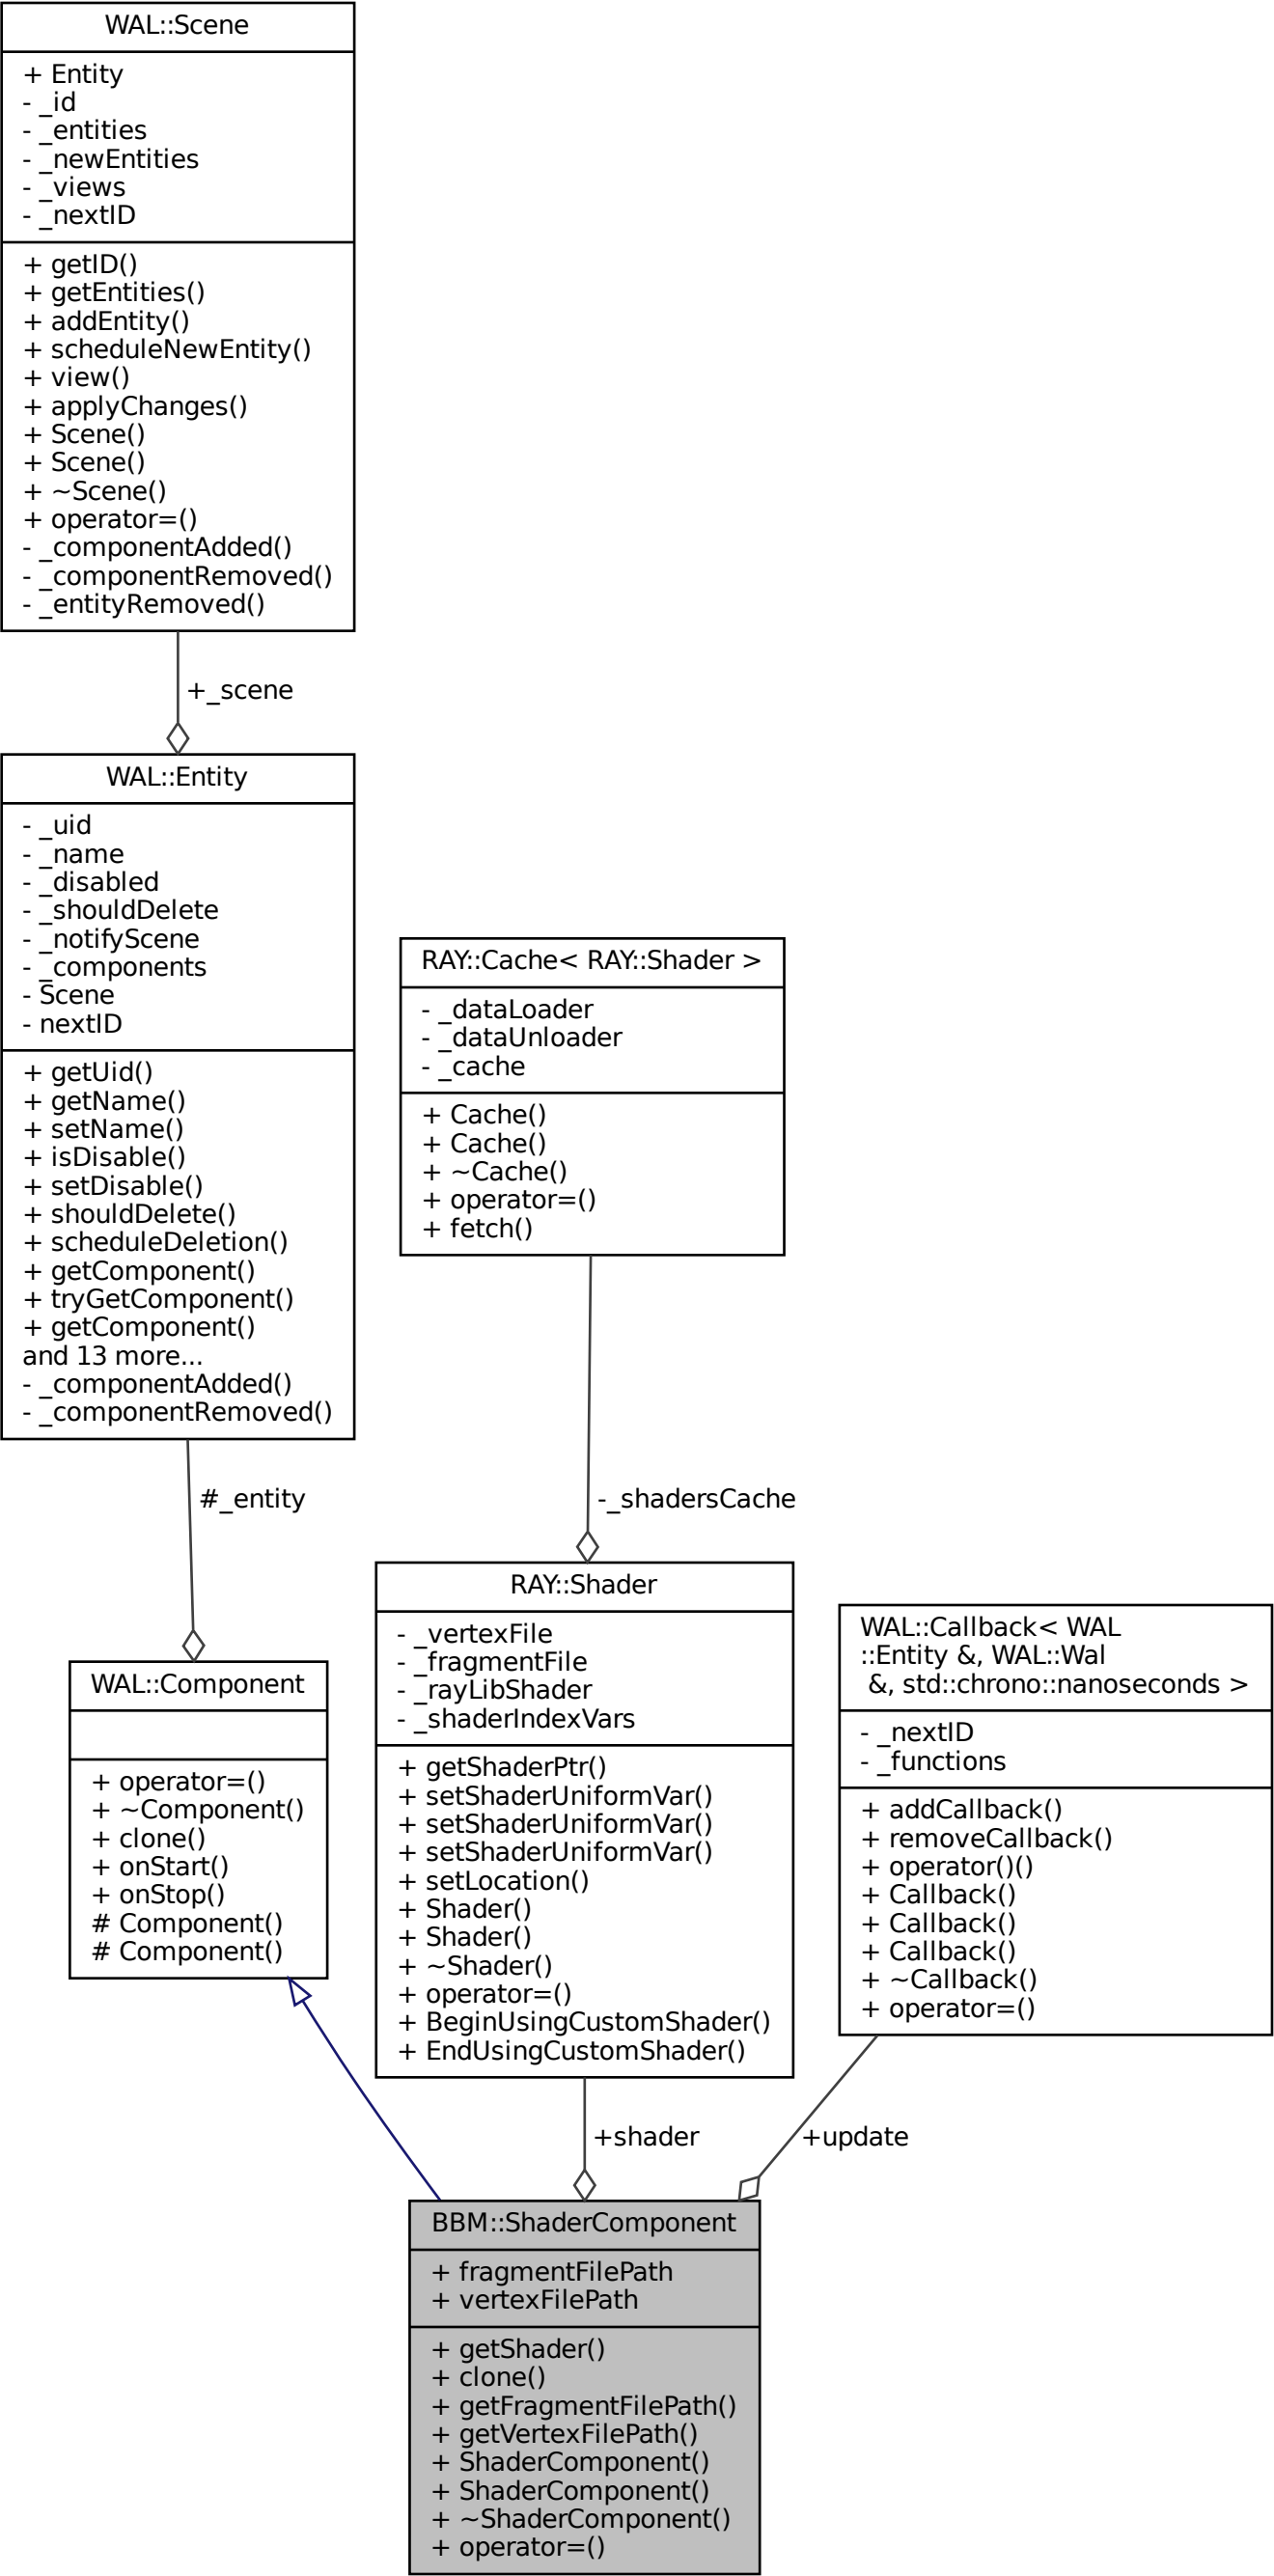 WAL::Scene
+ Entity
- _id
- _entities
- _newEntities
- _views
- _nextID
+ getID()
+ getEntities()
+ addEntity()
+ scheduleNewEntity()
+ view()
+ applyChanges()
+ Scene()
+ Scene()
+ ~Scene()
+ operator=()
- _componentAdded()
- _componentRemoved()
- _entityRemoved()
+_scene
WAL::Entity
- _uid
- _name
- _disabled
- _shouldDelete
- _notifyScene
- _components
- Scene
- nextID
+ getUid()
+ getName()
+ setName()
+ isDisable()
+ setDisable()
+ shouldDelete()
+ scheduleDeletion()
+ getComponent()
+ tryGetComponent()
+ getComponent()
and 13 more...
- _componentAdded()
- _componentRemoved()
RAY::Cache< RAY::Shader >
- _dataLoader
- _dataUnloader
- _cache
+ Cache()
+ Cache()
+ ~Cache()
+ operator=()
+ fetch()
#_entity
-_shadersCache
WAL::Component
+ operator=()
+ ~Component()
+ clone()
+ onStart()
+ onStop()
# Component()
# Component()
RAY::Shader
- _vertexFile
- _fragmentFile
- _rayLibShader
- _shaderIndexVars
+ getShaderPtr()
+ setShaderUniformVar()
+ setShaderUniformVar()
+ setShaderUniformVar()
+ setLocation()
+ Shader()
+ Shader()
+ ~Shader()
+ operator=()
+ BeginUsingCustomShader()
+ EndUsingCustomShader()
WAL::Callback< WAL
::Entity &, WAL::Wal
&, std::chrono::nanoseconds >
- _nextID
- _functions
+ addCallback()
+ removeCallback()
+ operator()()
+ Callback()
+ Callback()
+ Callback()
+ ~Callback()
+ operator=()
+shader
+update
BBM::ShaderComponent
+ fragmentFilePath
+ vertexFilePath
+ getShader()
+ clone()
+ getFragmentFilePath()
+ getVertexFilePath()
+ ShaderComponent()
+ ShaderComponent()
+ ~ShaderComponent()
+ operator=()